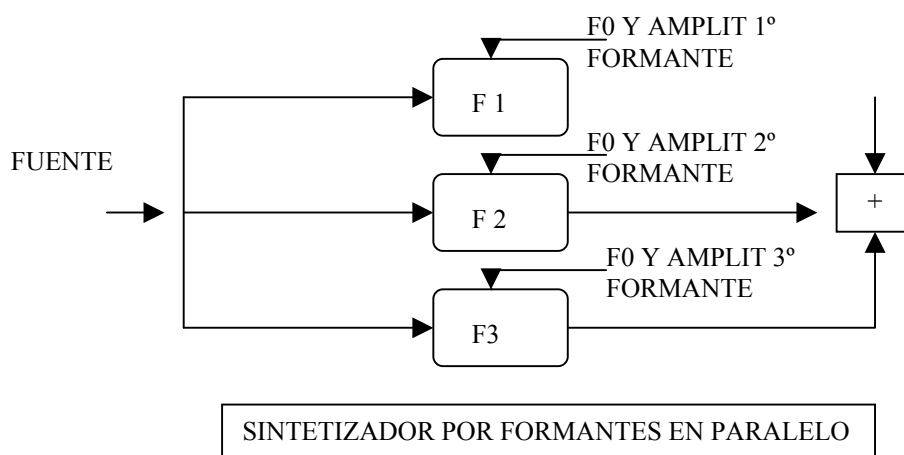 F0 Y AMPLIT 1º
FORMANTE
F 1
FUENTE
F0 Y AMPLIT 2º
FORMANTE
F 2
+
F0 Y AMPLIT 3º
FORMANTE
F3
SINTETIZADOR POR FORMANTES EN PARALELO